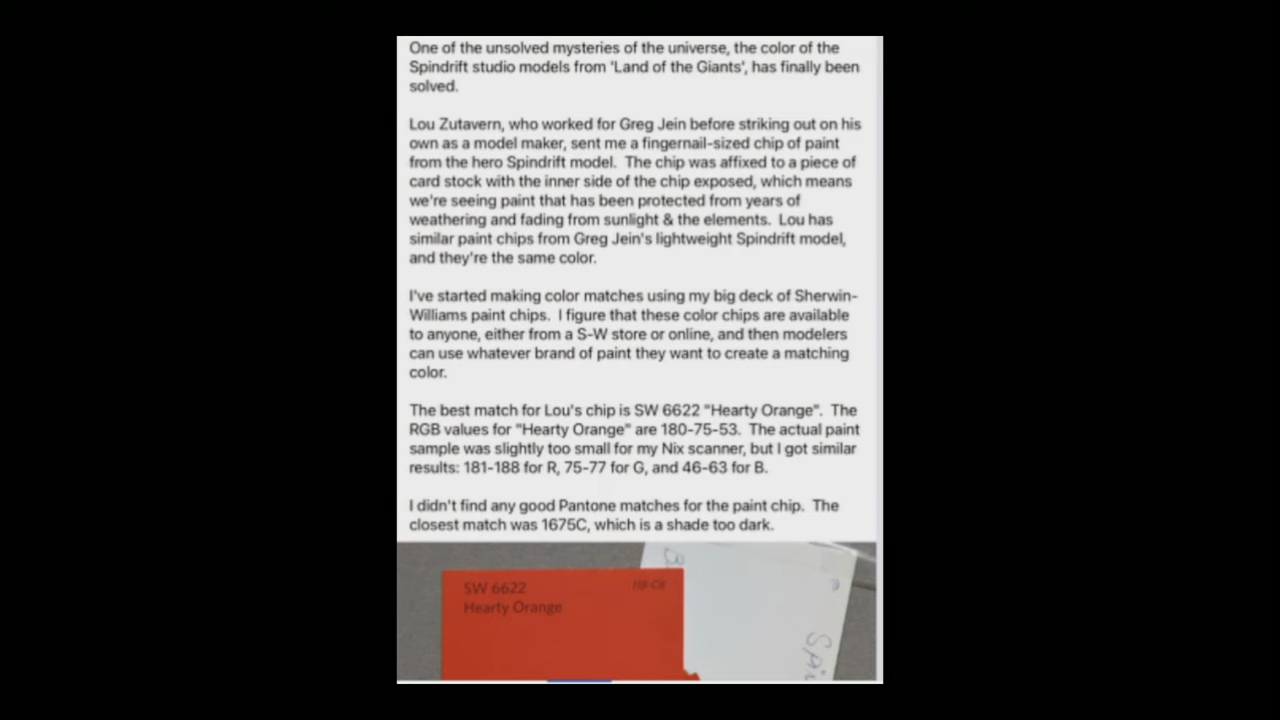 One of the unsolved mysteries of the universe, the color of the
Spindrift studio models from 'Land of the Giants', has finally been
solved.
Lou Zutavern, who worked for Greg Jein before striking out on his
own as a model maker, sent me a fingernail-sized chip of paint
from the hero Spindrift model.  The chip was affixed to a piece of
card stock with the inner side of the chip exposed, which means
we're seeing paint that has been protected from years of
weathering and fading from sunlight & the elements.  Lou has
similar paint chips from Greg Jein's lightweight Spindrift model,
and they're the same color.
I've started making color matches using my big deck of Sherwin-
Williams paint chips.  I figure that these color chips are available
to anyone, either from a S-W store or online, and then modelers
can use whatever brand of paint they want to create a matching
color.
The best match for Lou's chip is SW 6622 "Hearty Orange".  The
RGB values for "Hearty Orange" are 180-75-53.  The actual paint
sample was slightly too small for my Nix scanner, but I got similar
results: 181-188 for R, 75-77 for G, and 46-63 for B.
I didn't find any good Pantone matches for the paint chip.  The
closest match was 1675C, which is a shade too dark.
SW 6622
Hearty Orange